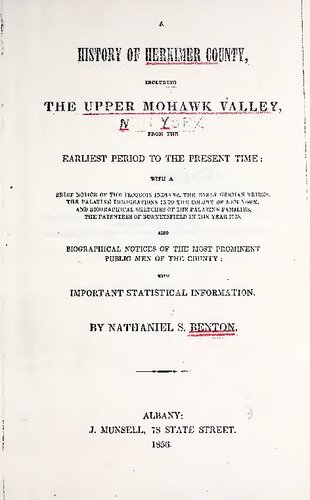 A
HISTORY OF HERKIMER COUNTY,
INCLUDING
THE UPPER MOHAWK VALLEY,
N YORK
FROM THE
EARLIEST PERIOD TO THE PRESENT TIME:
WITH A
BRIEF NOTICE OF THE IROQUOIS INDIANS, THE EARLY GERMAN TRIBES,
THE PALATINE IMMIGRATIONS INTO THE COLONY OF NEW YORK,
AND BIOGRAPHICAL SKETCHES OF THE PALATINE FAMILIES,
THE PATENTEES OF BURNETSFIELD IN THE YEAR
ALSO
BIOGRAPHICAL NOTICES OF THE MOST PROMINENT
PUBLIC MEN OF THE COUNTY:
WITH
IMPORTANT STATISTICAL INFORMATION.
BY NATHANIEL S. BENTON.
ALBANY:
J. MUNSELL, 78 STATE STREET.
1856.
3